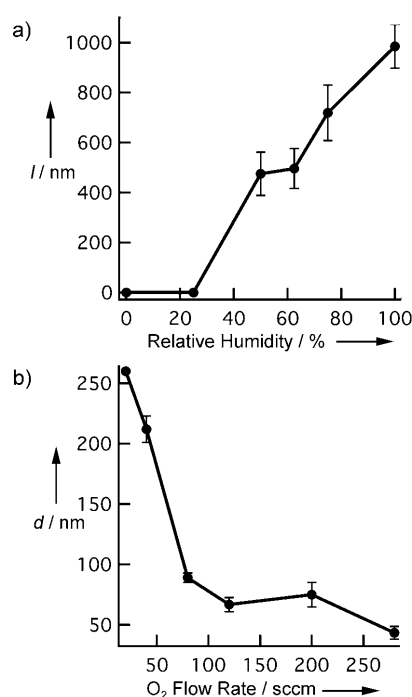 a)
1000
800
600
400
200
0
l / nm
0 20 40 60 80 100
Relative Humidity / %
b)
250
200
150
100
50
d / nm
50 100 150 200 250
O₂ Flow Rate / sccm